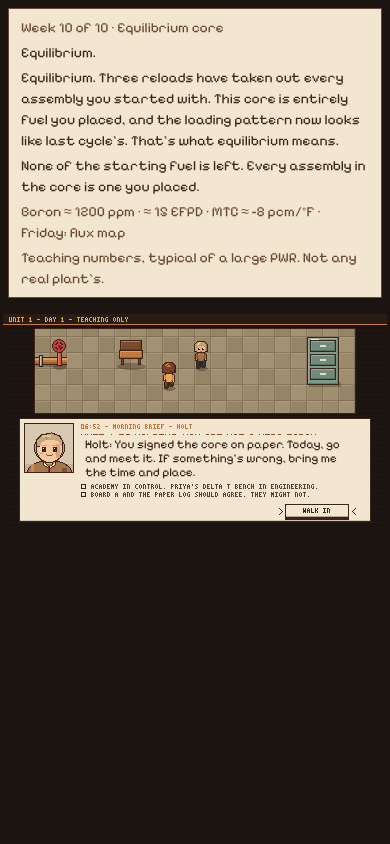 Week 10 of 10 · Equilibrium core
Equilibrium.
Equilibrium. Three reloads have taken out every
assembly you started with. This core is entirely
fuel you placed, and the loading pattern now looks
like last cycle's. That's what equilibrium means.
None of the starting fuel is left. Every assembly in
the core is one you placed.
Boron ≈ 1200 ppm · ≈ 15 EFPD · MTC ≈ -8 pcm/°F ·
Friday: flux map
Teaching numbers, typical of a large PWR. Not any
real plant's.
UNIT 1 - DAY 1 - TEACHING ONLY
06:52 - MORNING BRIEF - HOLT
Holt: You signed the core on paper. Today, go
and meet it. If something's wrong, bring me
the time and place.
ACADEMY IN CONTROL. PRIYA'S DELTA T BENCH IN ENGINEERING.
BOARD A AND THE PAPER LOG SHOULD AGREE. THEY MIGHT NOT.
WALK IN